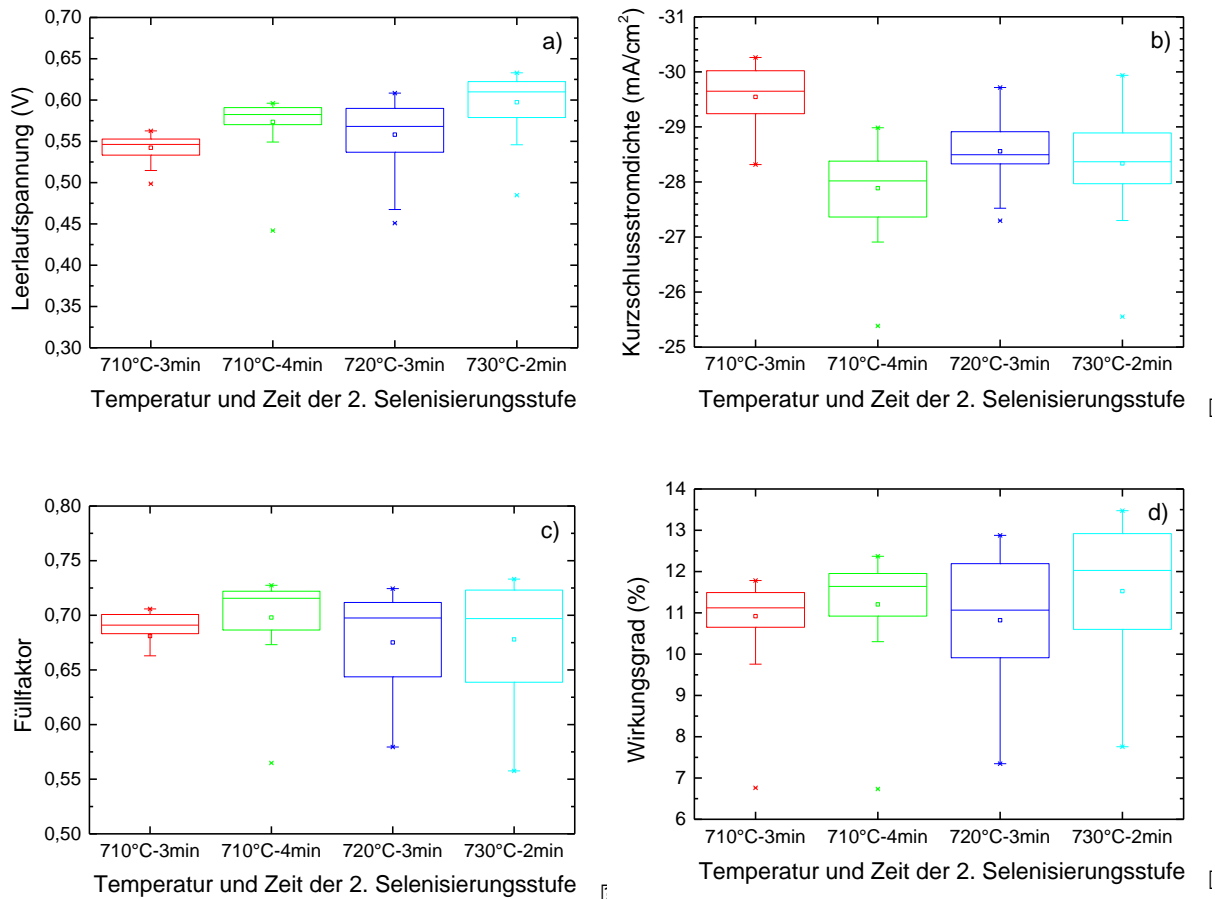 a)
Leerlaufspannung (V)
0,70
0,65
0,60
0,55
0,50
0,45
0,40
0,35
0,30
710°C-3min 710°C-4min 720°C-3min 730°C-2min
Temperatur und Zeit der 2. Selenisierungsstufe
b)
Kurzschlussstromdichte (mA/cm²)
-31
-30
-29
-28
-27
-26
-25
710°C-3min 710°C-4min 720°C-3min 730°C-2min
Temperatur und Zeit der 2. Selenisierungsstufe
c)
Füllfaktor
0,80
0,75
0,70
0,65
0,60
0,55
0,50
710°C-3min 710°C-4min 720°C-3min 730°C-2min
Temperatur und Zeit der 2. Selenisierungsstufe
d)
Wirkungsgrad (%)
14
13
12
11
10
9
8
7
6
710°C-3min 710°C-4min 720°C-3min 730°C-2min
Temperatur und Zeit der 2. Selenisierungsstufe